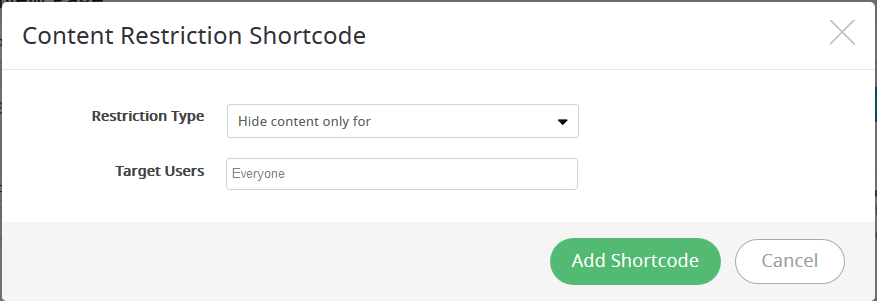 Content Restriction Shortcode
Restriction Type
Hide content only for
Target Users
Everyone
Add Shortcode
Cancel